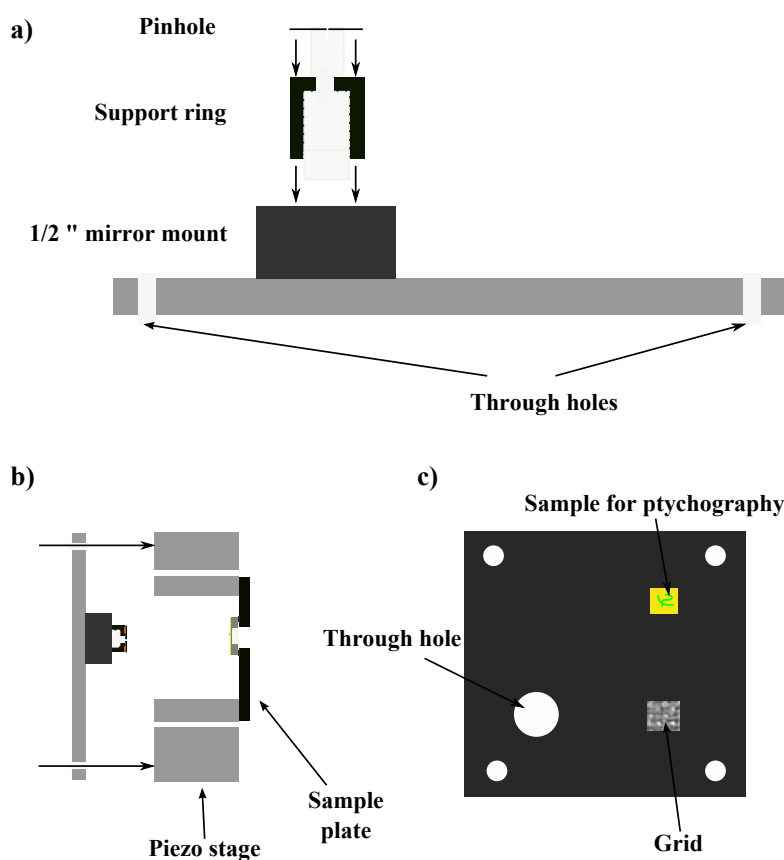 a)
Pinhole
Support ring
1/2 " mirror mount
Through holes
b)
Sample
plate
Piezo stage
c)
Sample for ptychography
Through hole
Grid